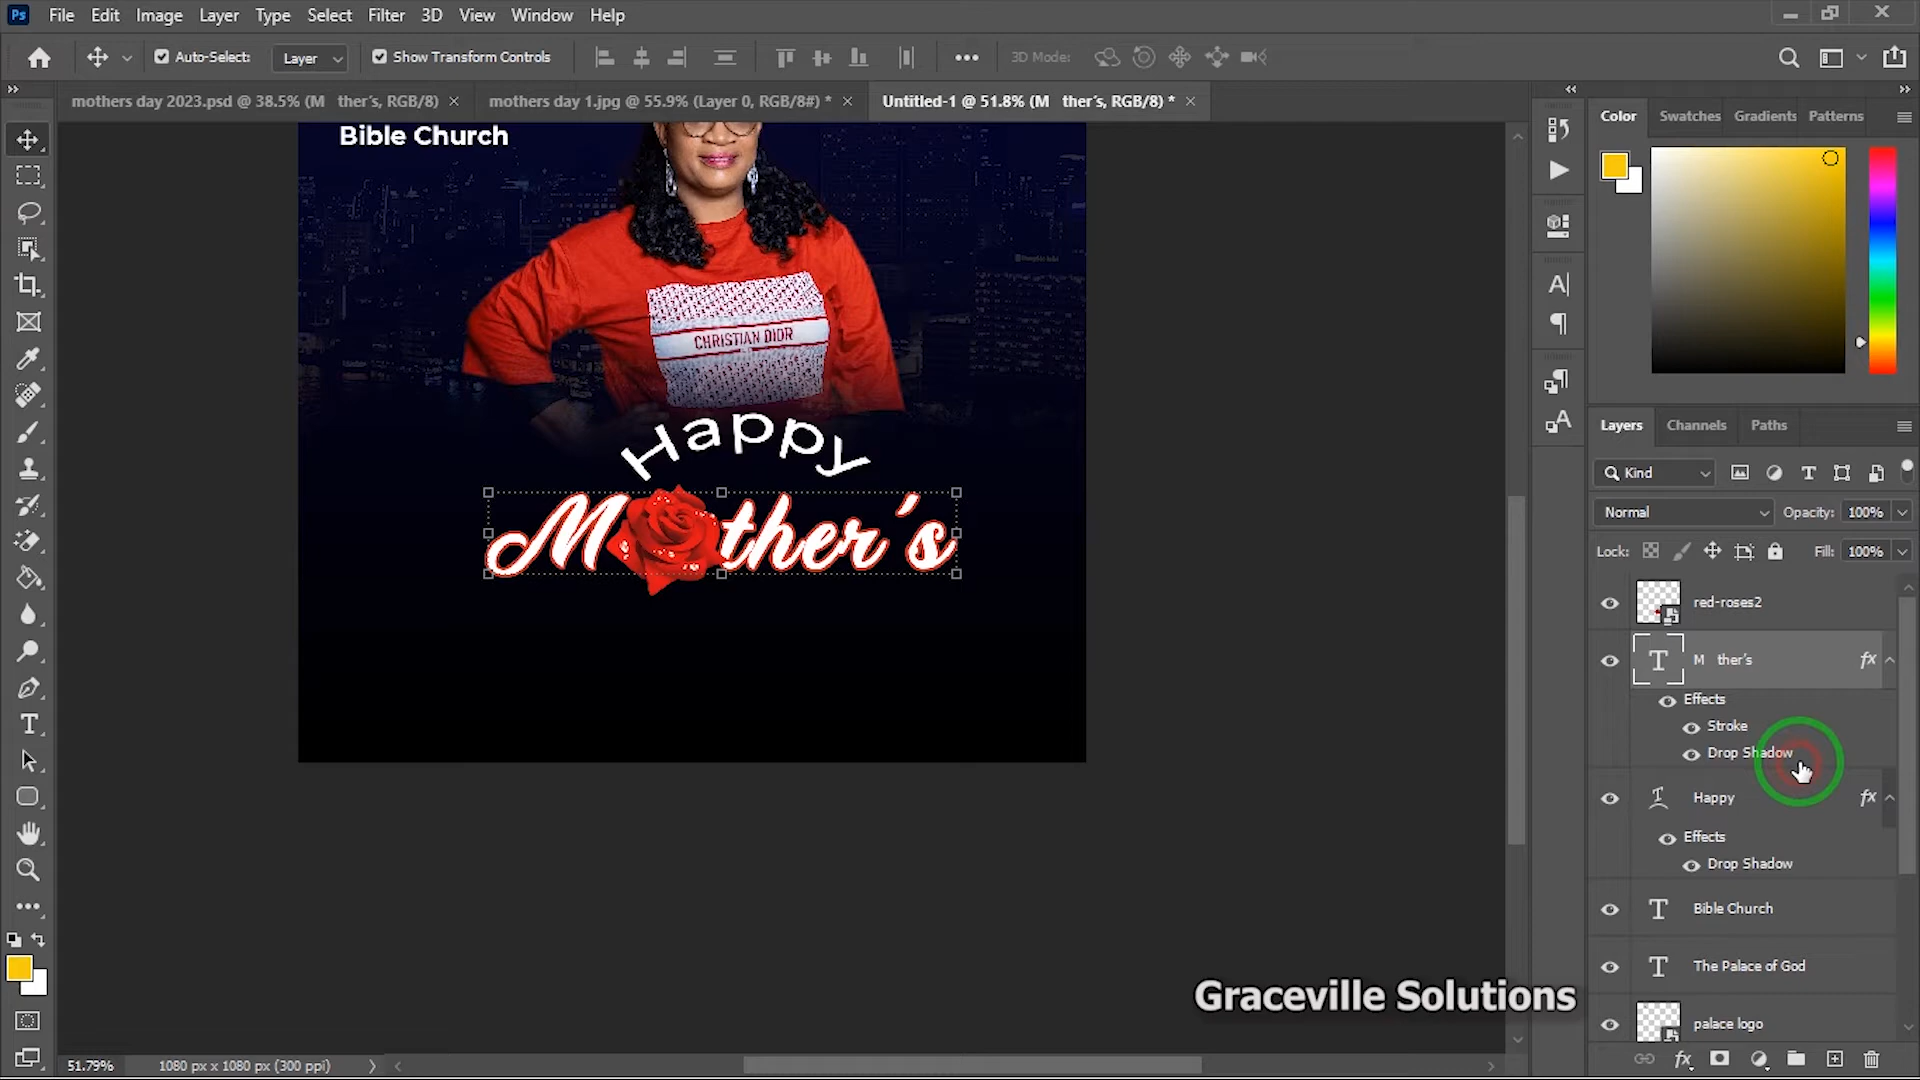 Ps File Edit Image Layer Type Select Filter 3D View Window Help
Auto-Select: Layer Show Transform Controls 3D Mode:
mothers day 2023.psd @ 38.5% (M ther's, RGB/8) mothers day 1.jpg @ 55.9% (Layer 0, RGB/8#) * Untitled-1 @ 51.8% (M ther's, RGB/8) *
Color Swatches Gradients Patterns
Bible Church
CHRISTIAN DIOR
Happy
M ther's
Layers Channels Paths
Kind
Normal Opacity: 100%
Lock: Fill: 100%
red-roses2
M ther's fx
Effects
Stroke
Drop Shadow
Happy fx
Effects
Drop Shadow
Bible Church
The Palace of God
palace logo
Graceville Solutions
51.79% 1080 px x 1080 px (300 ppi)